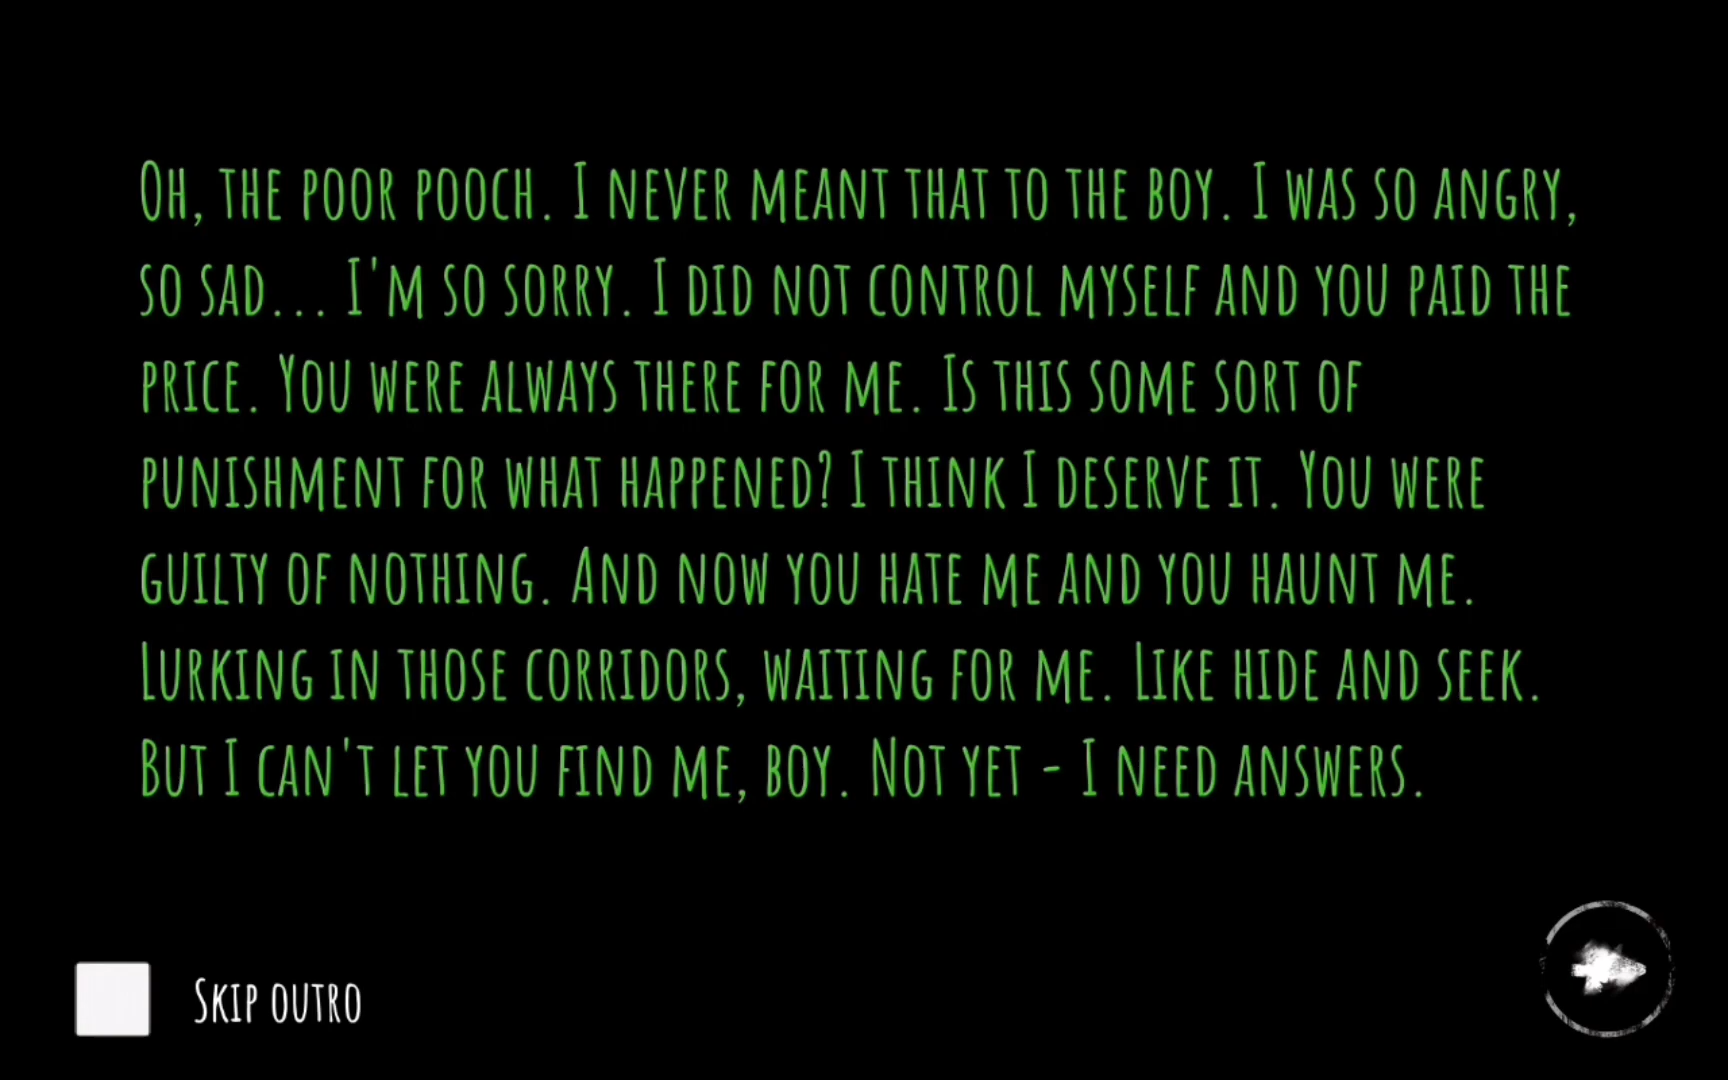 Oh, the poor pooch. I never meant that to the boy. I was so angry,
so sad... I'm so sorry. I did not control myself and you paid the
price. You were always there for me. Is this some sort of
punishment for what happened? I think I deserve it. You were
guilty of nothing. And now you hate me and you haunt me.
Lurking in those corridors, waiting for me. Like hide and seek.
But I can't let you find me, boy. Not yet - I need answers.
Skip outro